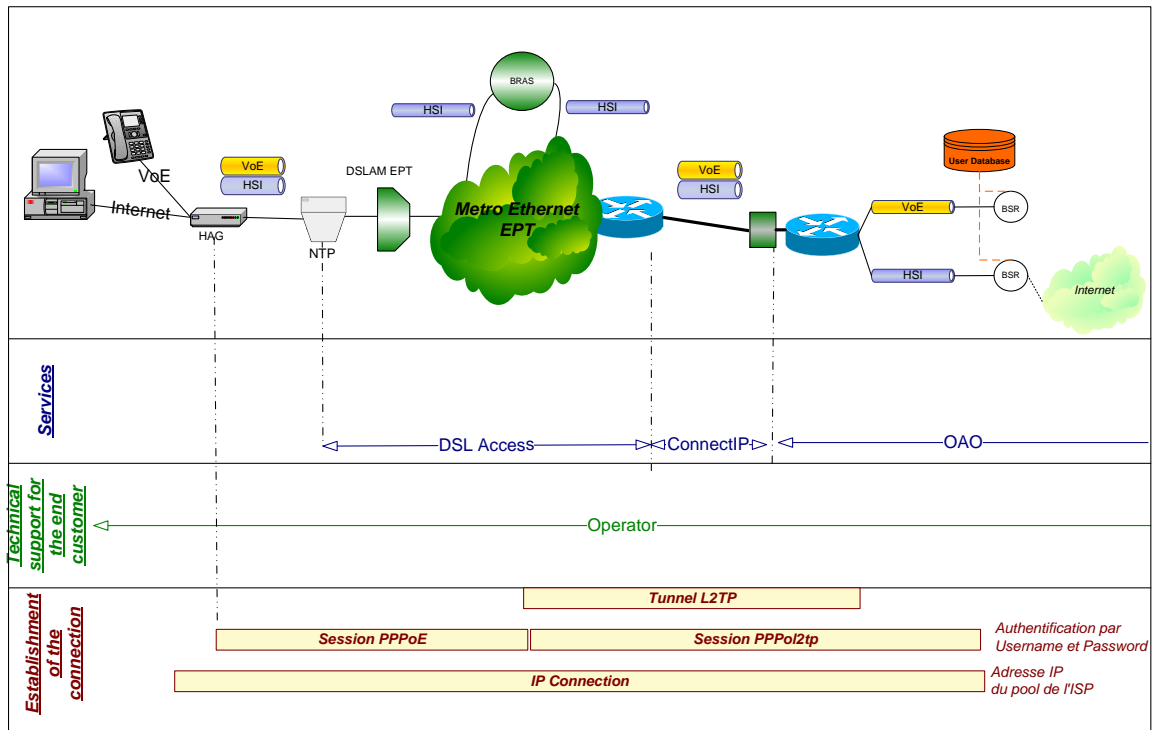 BRAS
HSI
HSI
VoE
Internet
VoE
HSI
HAG
NTP
DSLAM EPT
Metro Ethernet
EPT
VoE
HSI
User Database
VoE
BSR
HSI
BSR
Internet
Services
DSL Access
ConnectIP
OAO
Technical
support for
the end
customer
Operator
Establishment
of the
connection
Tunnel L2TP
Session PPPoE
Session PPPol2tp
Authentification par
Username et Password
IP Connection
Adresse IP
du pool de l'ISP